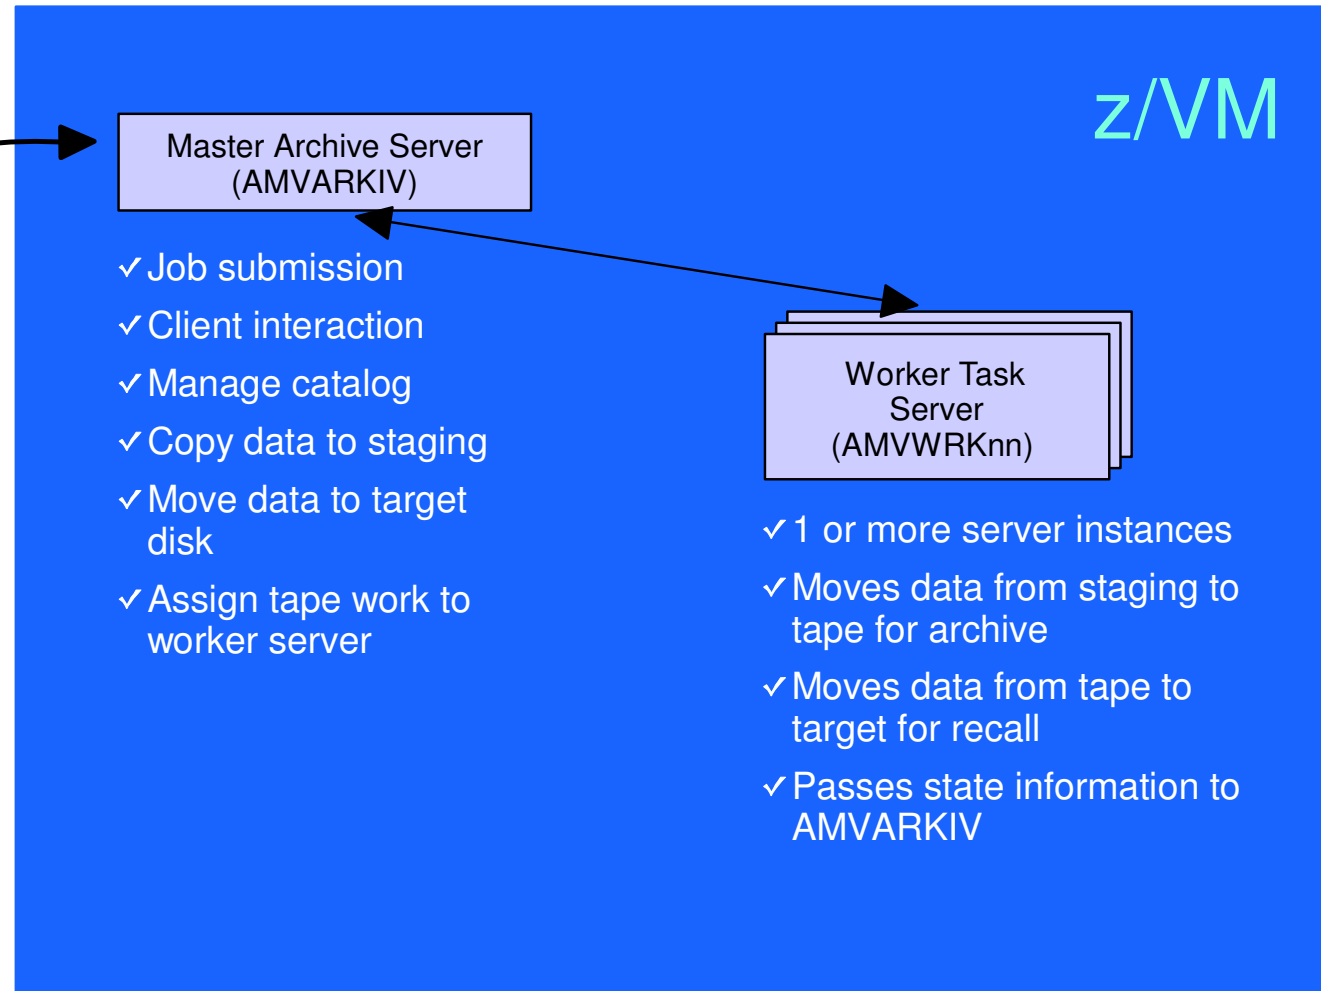 z/VM
Master Archive Server
(AMVARKIV)
✓Job submission
✓Client interaction
✓Manage catalog
✓Copy data to staging
✓Move data to target
disk
✓Assign tape work to
worker server
Worker Task
Server
(AMVWRKnn)
✓1 or more server instances
✓Moves data from staging to
tape for archive
✓Moves data from tape to
target for recall
✓Passes state information to
AMVARKIV